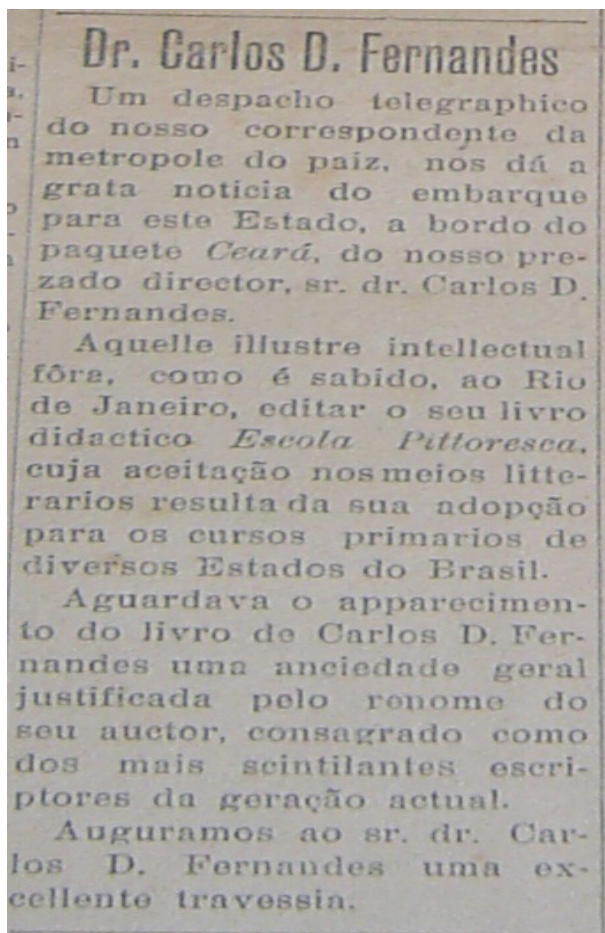 Dr. Carlos D. Fernandes
Um despacho telegraphico
do nosso correspondente da
metropole do paiz, nos dá a
grata noticia do embarque
para este Estado, a bordo do
paquete Ceará, do nosso pre-
zado director, sr. dr. Carlos D.
Fernandes.
Aquelle illustre intellectual
fôra, como é sabido, ao Rio
de Janeiro, editar o seu livro
didactico Escola Pittoresca,
cuja aceitação nos meios litte-
rarios resulta da sua adopção
para os cursos primarios de
diversos Estados do Brasil.
Aguardava o apparecimen-
to do livro de Carlos D. Fer-
nandes uma anciedade geral
justificada pelo renome do
seu auctor, consagrado como
dos mais scintilantes escri-
ptores da geração actual.
Auguramos ao sr. dr. Car-
los D. Fernandes uma ex-
cellente travessia.